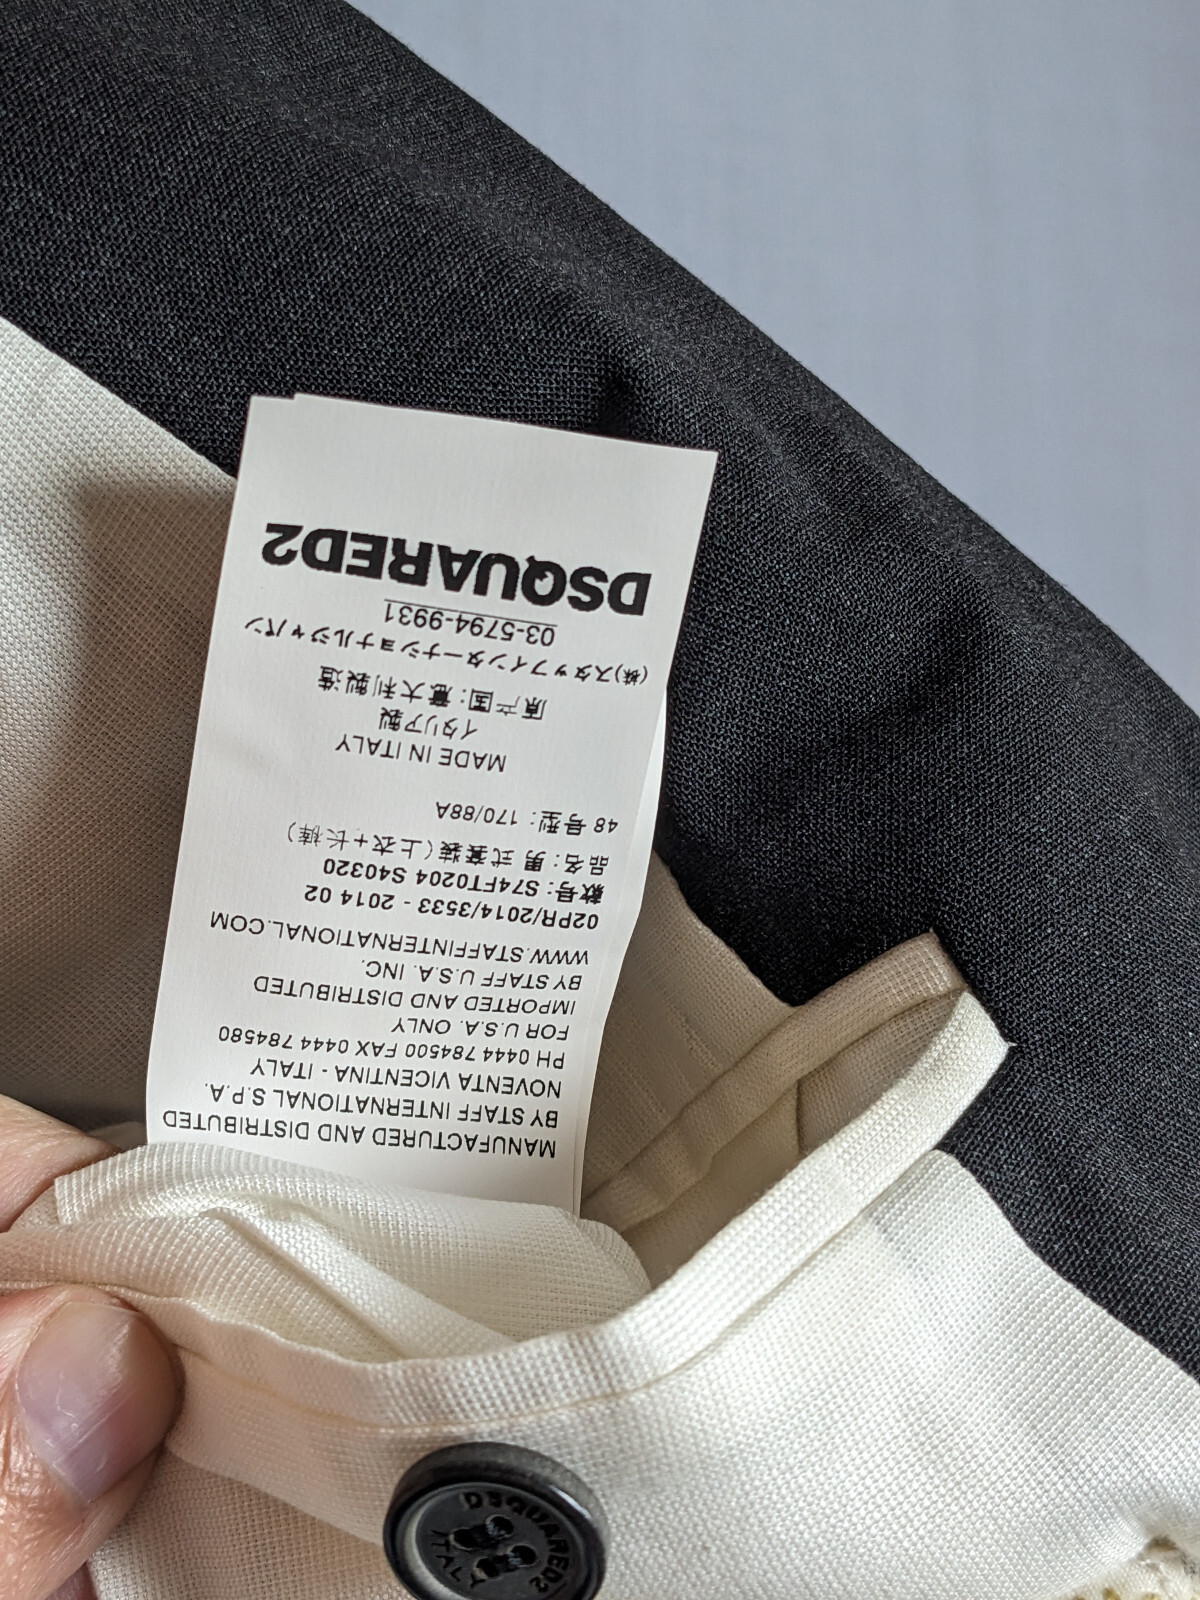 DSQUARED2
03-5794-9931
(株)スタッフインターナショナルジャパン
原产国:意大利製造
イタリア製
MADE IN ITALY
48 号型: 170/88A
品名: 男 式 套装(上衣+长裤)
款号: S74FT0204 S40320
02PR/2014/3533 - 2014 02
WWW.STAFFINTERNATIONAL.COM
BY STAFF U.S.A. INC.
IMPORTED AND DISTRIBUTED
FOR U.S.A. ONLY
PH 0444 784500 FAX 0444 784580
NOVENTA VICENTINA - ITALY
BY STAFF INTERNATIONAL S.P.A.
MANUFACTURED AND DISTRIBUTED
DSQUARED2
ITALY